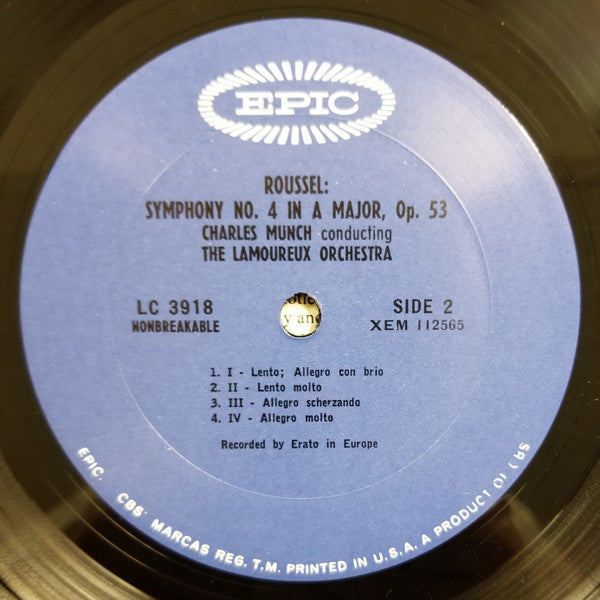 EPIC
ROUSSEL:
SYMPHONY NO. 4 IN A MAJOR, Op. 53
CHARLES MUNCH conducting
THE LAMOUREUX ORCHESTRA
LC 3918
NONBREAKABLE
SIDE 2
XEM 112565
y and
1. I - Lento; Allegro con brio
2. II - Lento molto
3. III - Allegro scherzando
4. IV - Allegro molto
Recorded by Erato in Europe
EPIC. CBS: MARCAS REG. T.M. PRINTED IN U.S.A. A PRODUCT OF CBS